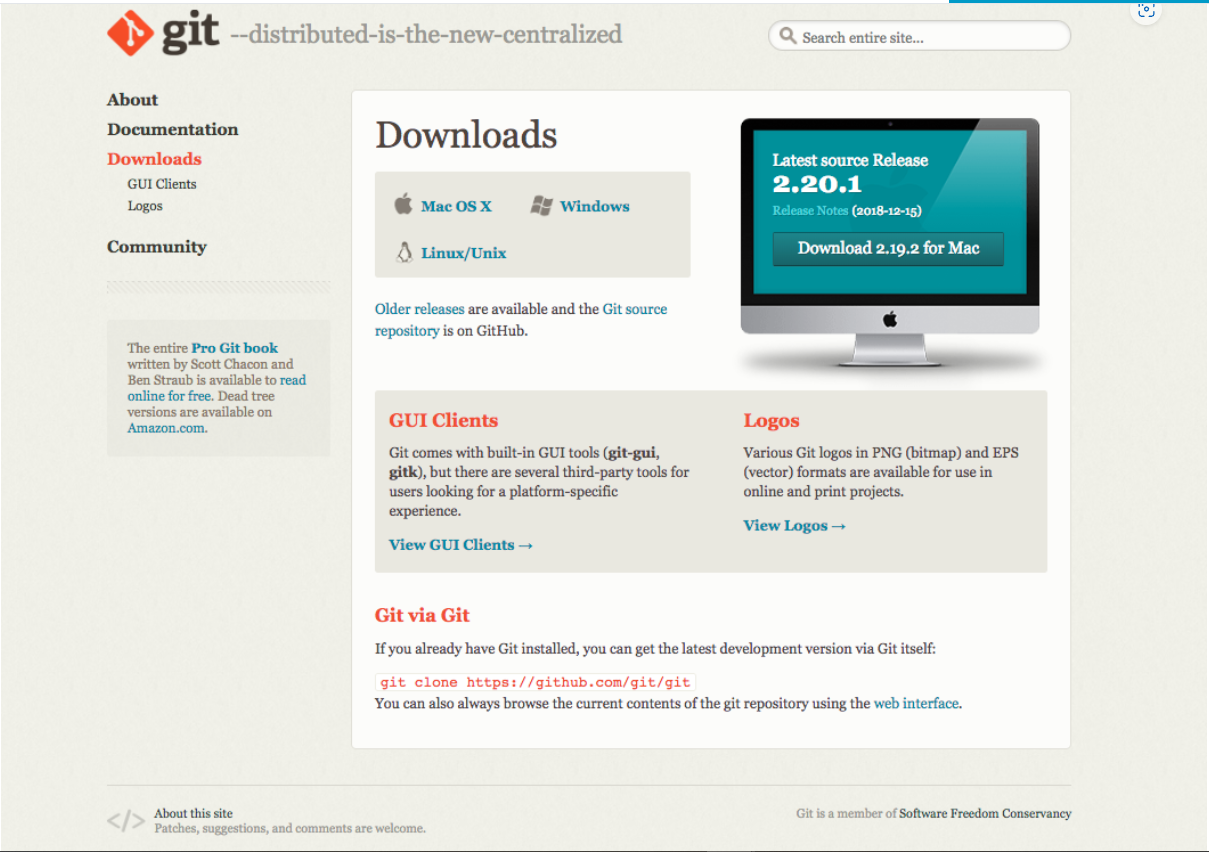 git --distributed-is-the-new-centralized
Search entire site...
About
Documentation
Downloads
GUI Clients
Logos
Community
The entire Pro Git book
written by Scott Chacon and
Ben Straub is available to read
online for free. Dead tree
versions are available on
Amazon.com.
Downloads
Mac OS X
Windows
Linux/Unix
Older releases are available and the Git source
repository is on GitHub.
Latest source Release
2.20.1
Release Notes (2018-12-15)
Download 2.19.2 for Mac
GUI Clients
Git comes with built-in GUI tools (git-gui,
gitk), but there are several third-party tools for
users looking for a platform-specific
experience.
View GUI Clients →
Logos
Various Git logos in PNG (bitmap) and EPS
(vector) formats are available for use in
online and print projects.
View Logos →
Git via Git
If you already have Git installed, you can get the latest development version via Git itself:
git clone https://github.com/git/git
You can also always browse the current contents of the git repository using the web interface.
</> About this site
Patches, suggestions, and comments are welcome.
Git is a member of Software Freedom Conservancy